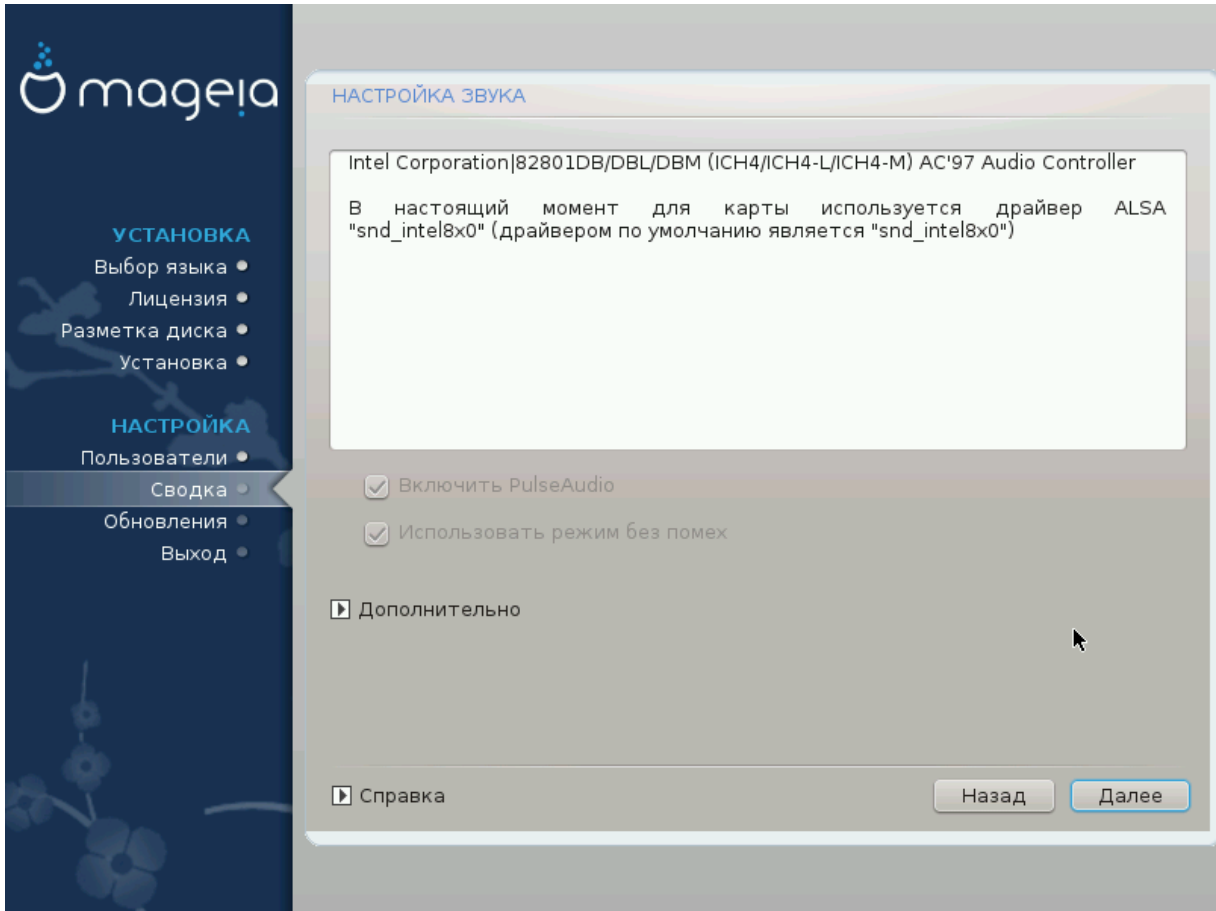 mageia
УСТАНОВКА
Выбор языка
Лицензия
Разметка диска
Установка
НАСТРОЙКА
Пользователи
Сводка
Обновления
Выход
НАСТРОЙКА ЗВУКА
Intel Corporation|82801DB/DBL/DBM (ICH4/ICH4-L/ICH4-M) AC'97 Audio Controller
В настоящий момент для карты используется драйвер ALSA
"snd_intel8x0" (драйвером по умолчанию является "snd_intel8x0")
Включить PulseAudio
Использовать режим без помех
Дополнительно
Справка
Назад
Далее